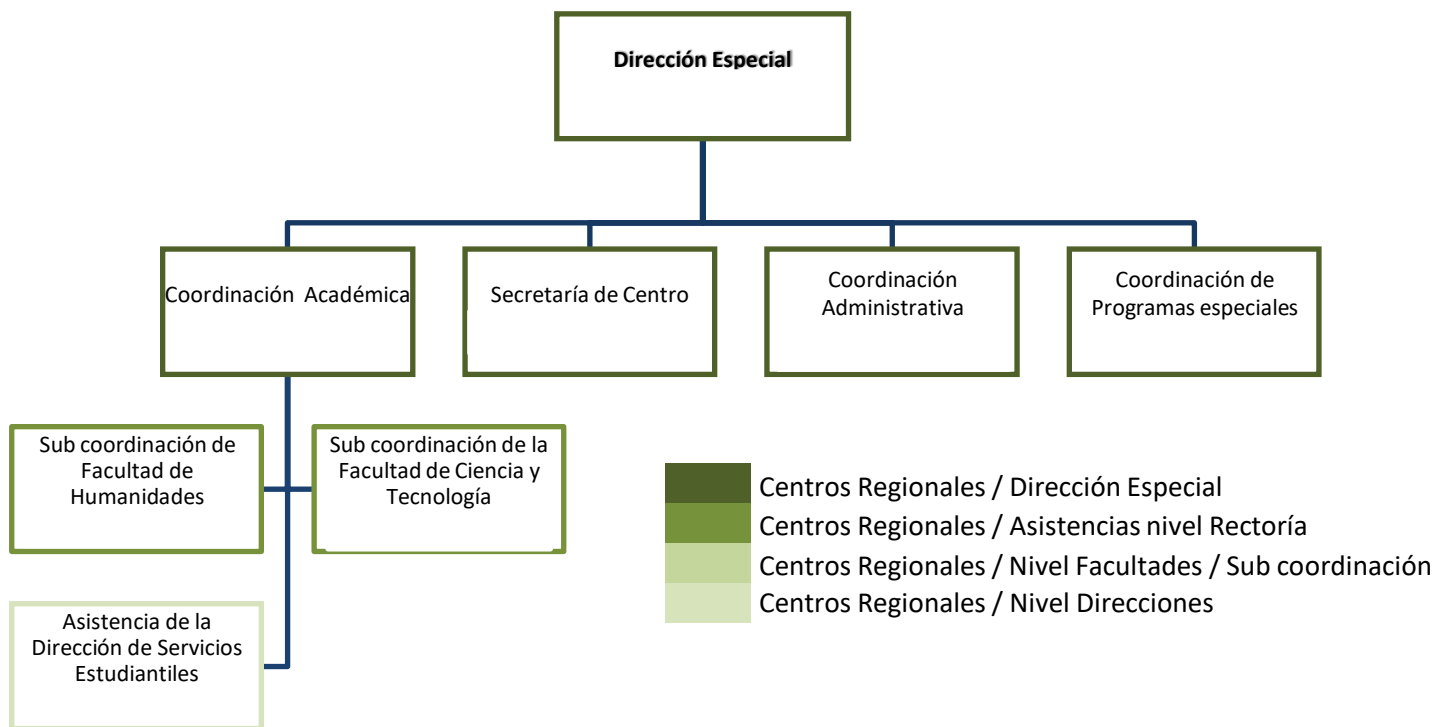 Dirección Especial
Coordinación Académica
Secretaría de Centro
Coordinación
Administrativa
Coordinación de
Programas especiales
Sub coordinación de
Facultad de
Humanidades
Sub coordinación de la
Facultad de Ciencia y
Tecnología
Asistencia de la
Dirección de Servicios
Estudiantiles
Centros Regionales / Dirección Especial
Centros Regionales / Asistencias nivel Rectoría
Centros Regionales / Nivel Facultades / Sub coordinación
Centros Regionales / Nivel Direcciones